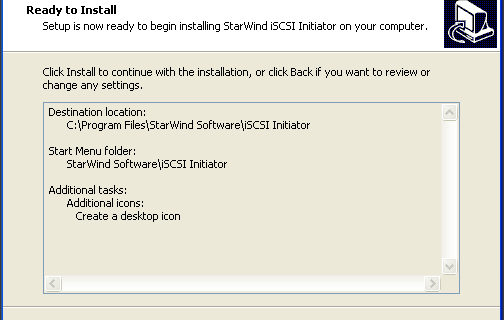 Ready to Install
Setup is now ready to begin installing StarWind iSCSI Initiator on your computer.
Click Install to continue with the installation, or click Back if you want to review or
change any settings.
Destination location:
C:\Program Files\StarWind Software\iSCSI Initiator
Start Menu folder:
StarWind Software\iSCSI Initiator
Additional tasks:
Additional icons:
Create a desktop icon